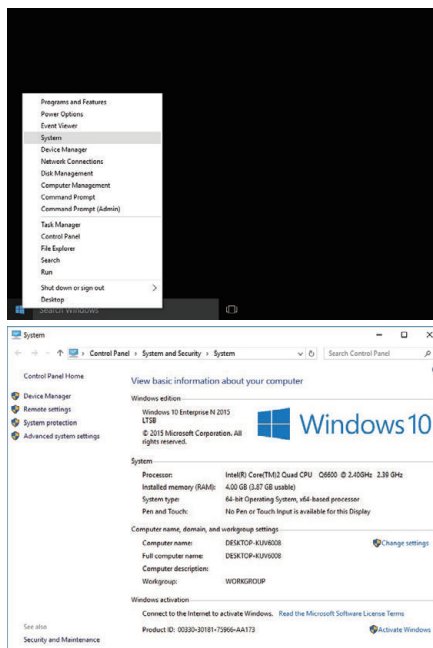 Programs and Features
Power Options
Event Viewer
System
Device Manager
Network Connections
Disk Management
Computer Management
Command Prompt
Command Prompt (Admin)
Task Manager
Control Panel
File Explorer
Search
Run
Shut down or sign out
Desktop
Search Windows
System
Control Panel › System and Security › System
Search Control Panel
Control Panel Home
Device Manager
Remote settings
System protection
Advanced system settings
View basic information about your computer
Windows edition
Windows 10 Enterprise N 2015
LTSB
© 2015 Microsoft Corporation. All
rights reserved.
Windows 10
System
Processor: Intel(R) Core(TM)2 Quad CPU Q6600 @ 2.40GHz 2.39 GHz
Installed memory (RAM): 4.00 GB (3.87 GB usable)
System type: 64-bit Operating System, x64-based processor
Pen and Touch: No Pen or Touch Input is available for this Display
Computer name, domain, and workgroup settings
Computer name: DESKTOP-KUV6008
Change settings
Full computer name: DESKTOP-KUV6008
Computer description:
Workgroup: WORKGROUP
Windows activation
Connect to the Internet to activate Windows. Read the Microsoft Software License Terms
Product ID: 00330-30181-75966-AA173
Activate Windows
See also
Security and Maintenance